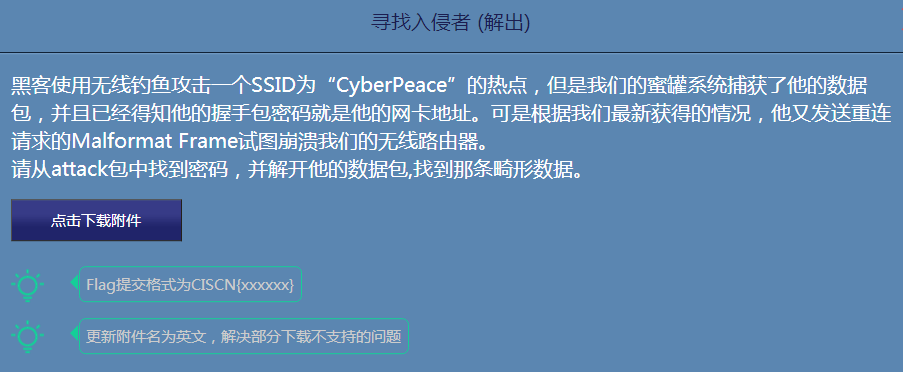 寻找入侵者 (解出)
黑客使用无线钓鱼攻击一个SSID为“CyberPeace”的热点，但是我们的蜜罐系统捕获了他的数据
包，并且已经得知他的握手包密码就是他的网卡地址。可是根据我们最新获得的情况，他又发送重连
请求的Malformat Frame试图崩溃我们的无线路由器。
请从attack包中找到密码，并解开他的数据包,找到那条畸形数据。
点击下载附件
Flag提交格式为CISCN{xxxxxx}
更新附件名为英文，解决部分下载不支持的问题